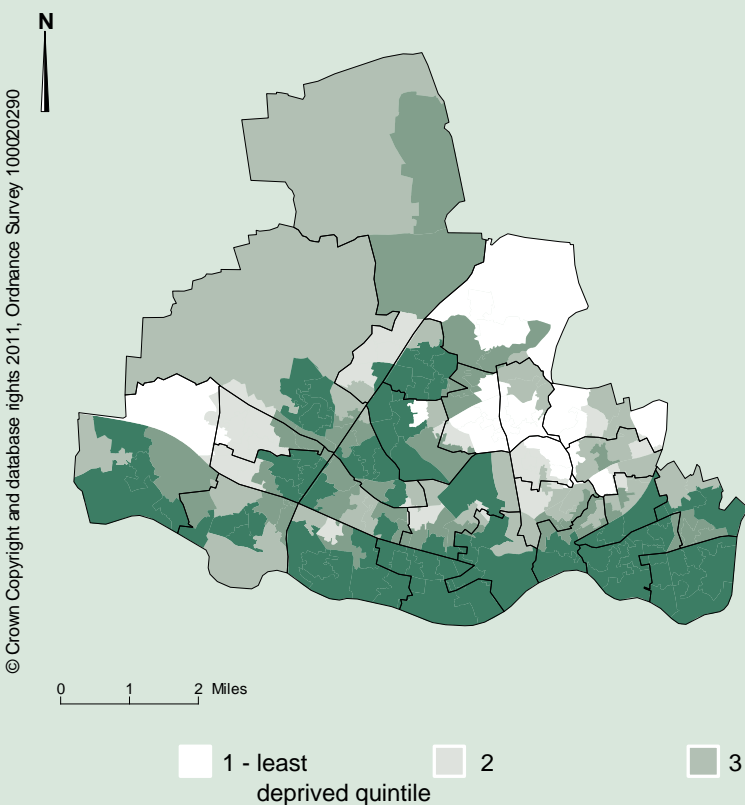 N
© Crown Copyright and database rights 2011, Ordnance Survey 100020290
0 1 2 Miles
1 - least
deprived quintile
2
3